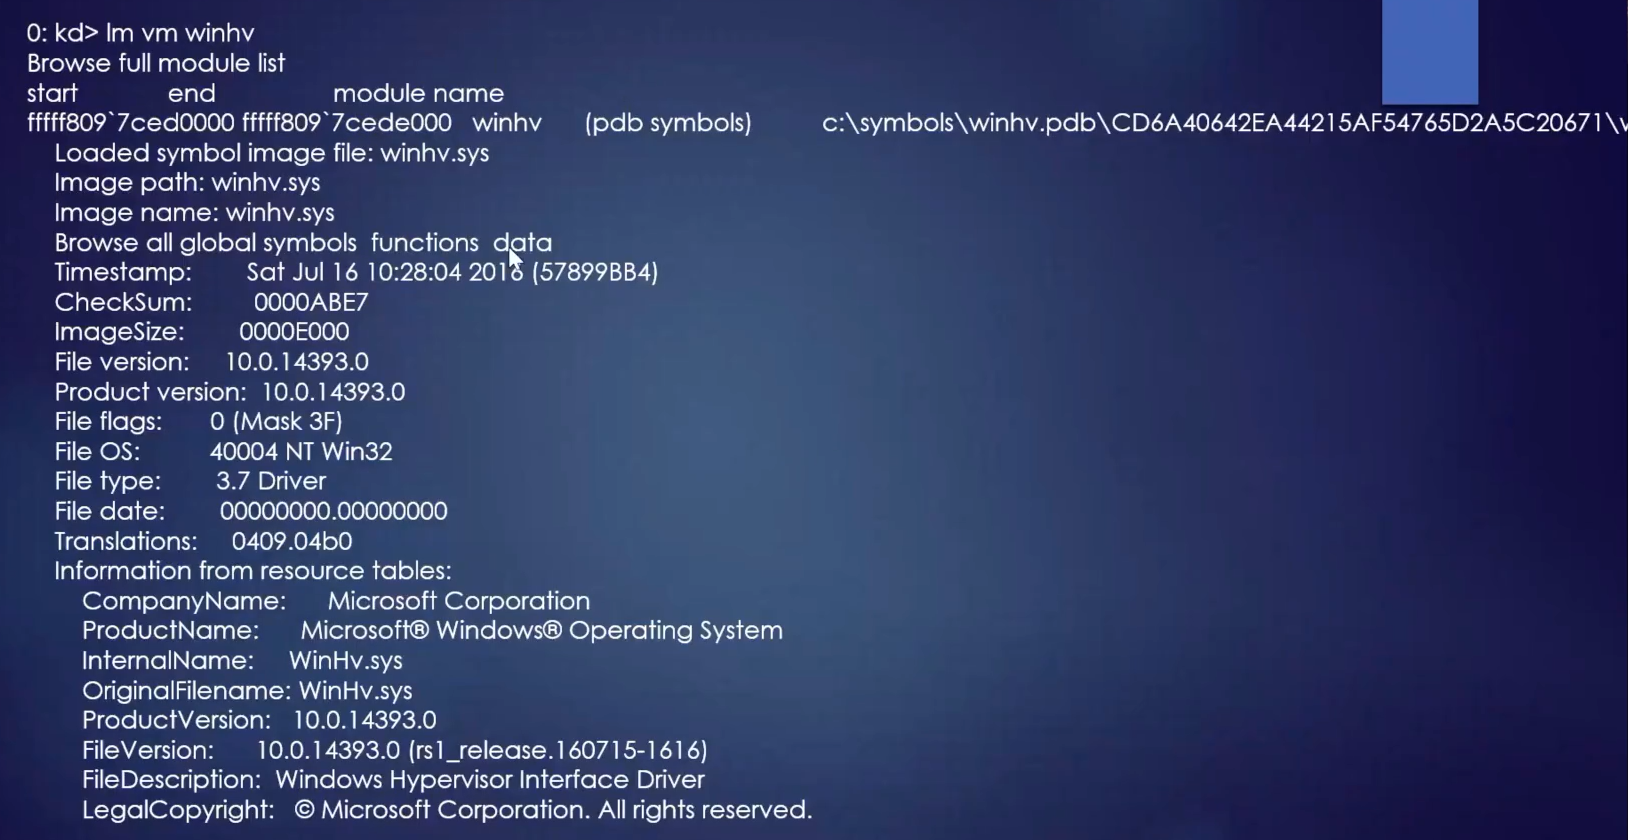 0: kd> lm vm winhv
Browse full module list
start end module name
fffff809`7ced0000 fffff809`7cede000 winhv (pdb symbols) c:\symbols\winhv.pdb\CD6A40642EA44215AF54765D2A5C20671\
Loaded symbol image file: winhv.sys
Image path: winhv.sys
Image name: winhv.sys
Browse all global symbols functions data
Timestamp: Sat Jul 16 10:28:04 2016 (57899BB4)
CheckSum: 0000ABE7
ImageSize: 0000E000
File version: 10.0.14393.0
Product version: 10.0.14393.0
File flags: 0 (Mask 3F)
File OS: 40004 NT Win32
File type: 3.7 Driver
File date: 00000000.00000000
Translations: 0409.04b0
Information from resource tables:
CompanyName: Microsoft Corporation
ProductName: Microsoft® Windows® Operating System
InternalName: WinHv.sys
OriginalFilename: WinHv.sys
ProductVersion: 10.0.14393.0
FileVersion: 10.0.14393.0 (rs1_release.160715-1616)
FileDescription: Windows Hypervisor Interface Driver
LegalCopyright: © Microsoft Corporation. All rights reserved.